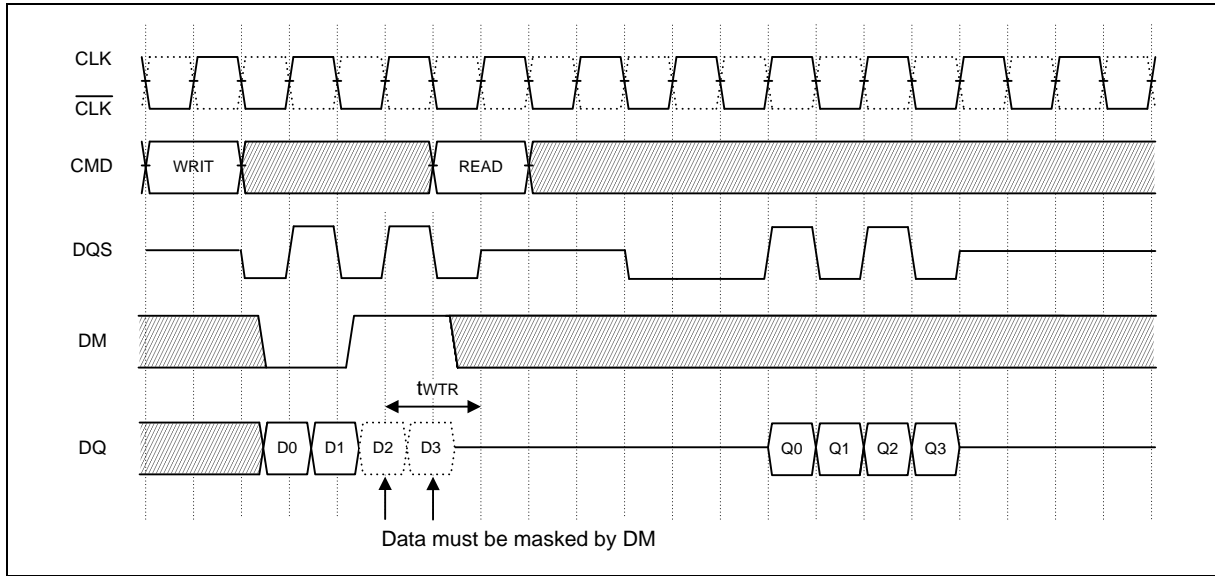 CLK
CLK
CMD WRIT READ
DQS
DM
tWTR
DQ D0 D1 D2 D3 Q0 Q1 Q2 Q3
Data must be masked by DM